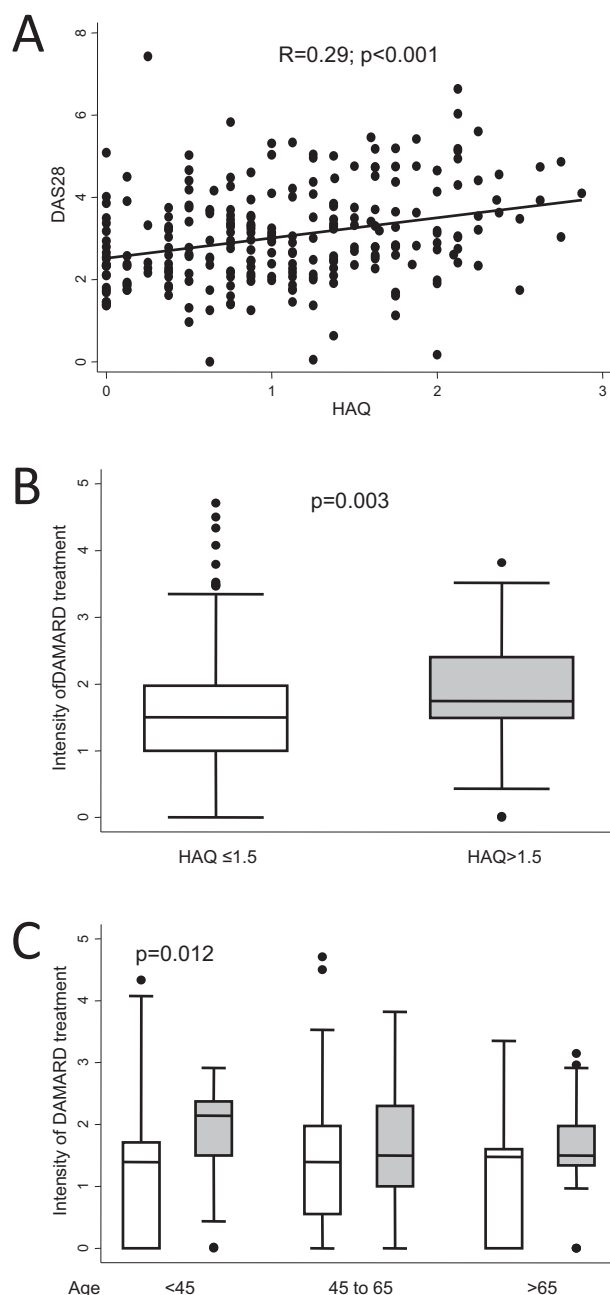 A
R=0.29; p<0.001
DAS28
8
6
4
2
0
0 1 2 3
HAQ
B
p=0.003
Intensity ofDAMARD treatment
5
4
3
2
1
0
HAQ ≤1.5 HAQ>1.5
C
p=0.012
Intensity of DAMARD treatment
5
4
3
2
1
0
Age <45 45 to 65 >65